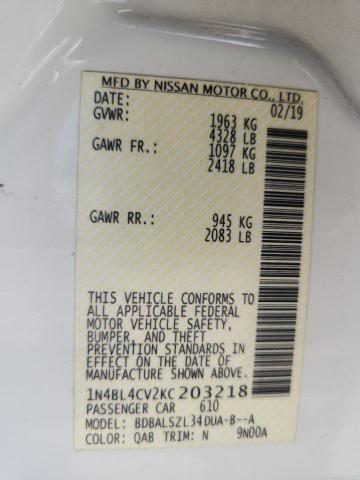 MFD BY NISSAN MOTOR CO., LTD.
DATE: 02/19
GVWR: 1963 KG
4328 LB
GAWR FR.: 1097 KG
2418 LB
GAWR RR.: 945 KG
2083 LB
THIS VEHICLE CONFORMS TO
ALL APPLICABLE FEDERAL
MOTOR VEHICLE SAFETY,
BUMPER, AND THEFT
PREVENTION STANDARDS IN
EFFECT ON THE DATE OF
MANUFACTURE SHOWN ABOVE.
1N4BL4CV2KC203218
PASSENGER CAR 610
MODEL: BDBALSZL34DUA-B--A
COLOR: QAB TRIM: N 9N00A